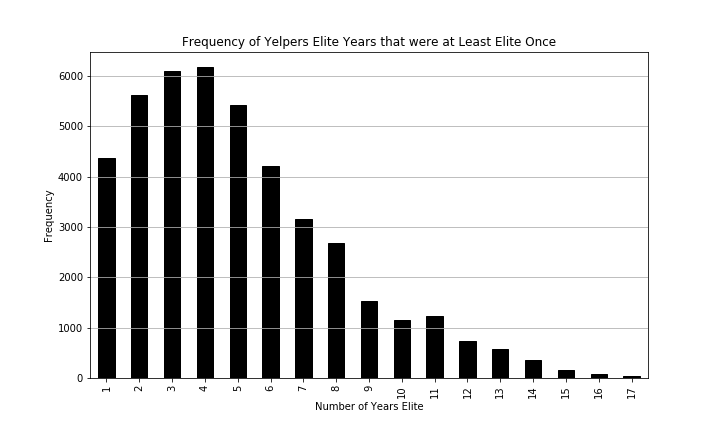 Frequency of Yelpers Elite Years that were at Least Elite Once
6000
5000
4000
3000
2000
1000
0
Frequency
1 2 3 4 5 6 7 8 9 10 11 12 13 14 15 16 17
Number of Years Elite